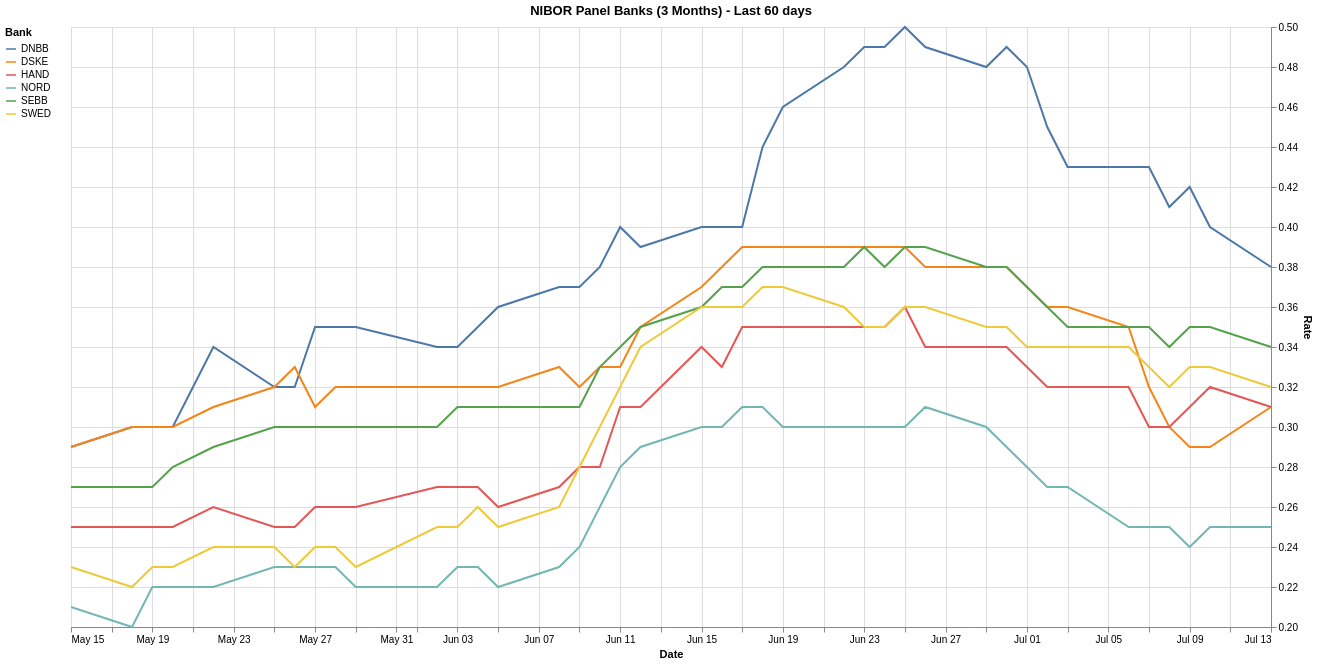 NIBOR Panel Banks (3 Months) - Last 60 days
Bank
DNBB
DSKE
HAND
NORD
SEBB
SWED
0.50
0.48
0.46
0.44
0.42
0.40
0.38
0.36
0.34
0.32
0.30
0.28
0.26
0.24
0.22
0.20
Rate
May 15 May 19 May 23 May 27 May 31 Jun 03 Jun 07 Jun 11 Jun 15 Jun 19 Jun 23 Jun 27 Jul 01 Jul 05 Jul 09 Jul 13
Date